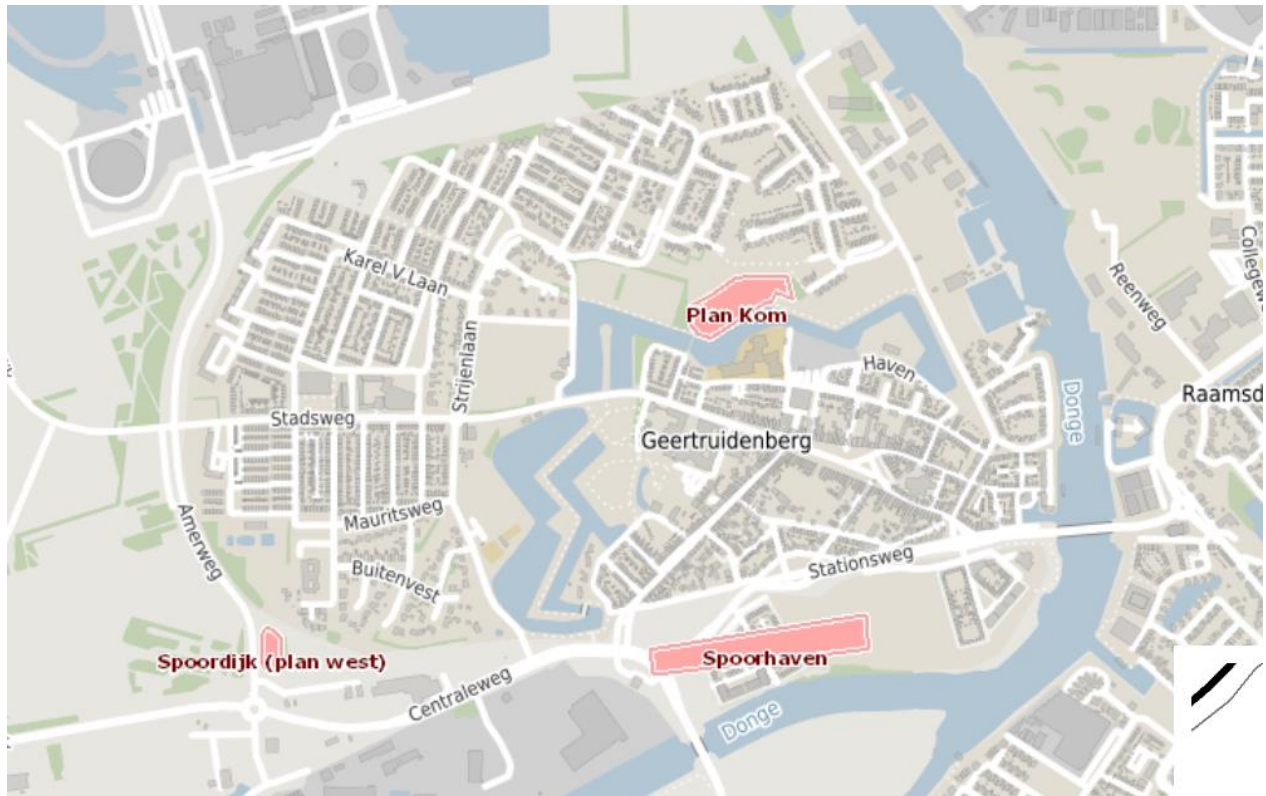 Karel V Laan
Plan Kom
Reenweg
Strijenlaan
Haven
Donge
Raamsd
Stadsweg
Geertruidenberg
Mauritsweg
Amerweg
Buitenvest
Stationsweg
Spoordijk (plan west)
Spoorhaven
Centraleweg
Donge